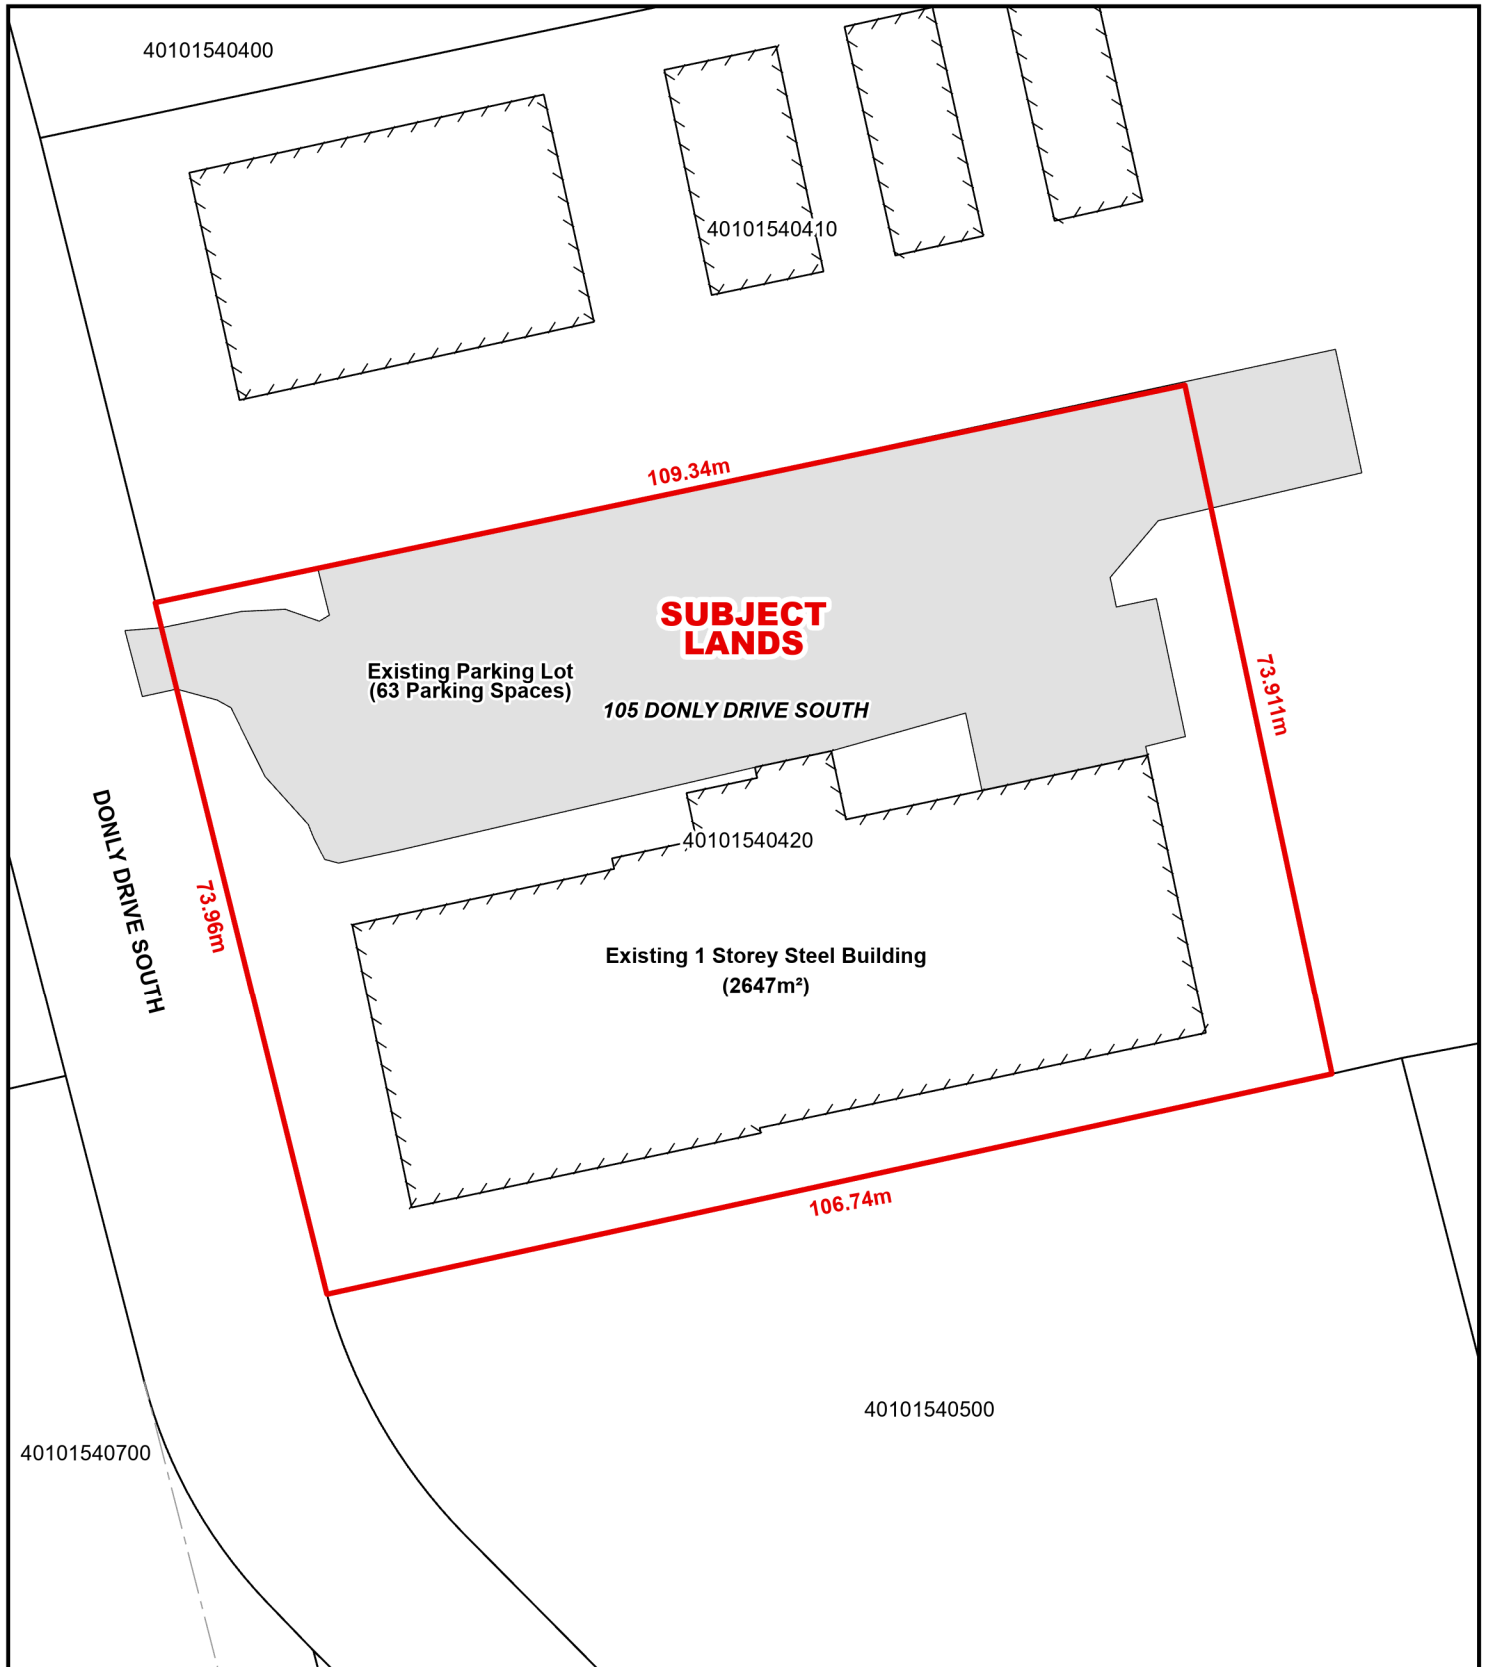 40101540400
40101540410
109.34m
SUBJECT
LANDS
Existing Parking Lot
(63 Parking Spaces)
105 DONLY DRIVE SOUTH
73.911m
DONLY DRIVE SOUTH
73.96m
40101540420
Existing 1 Storey Steel Building
(2647m²)
106.74m
40101540500
40101540700